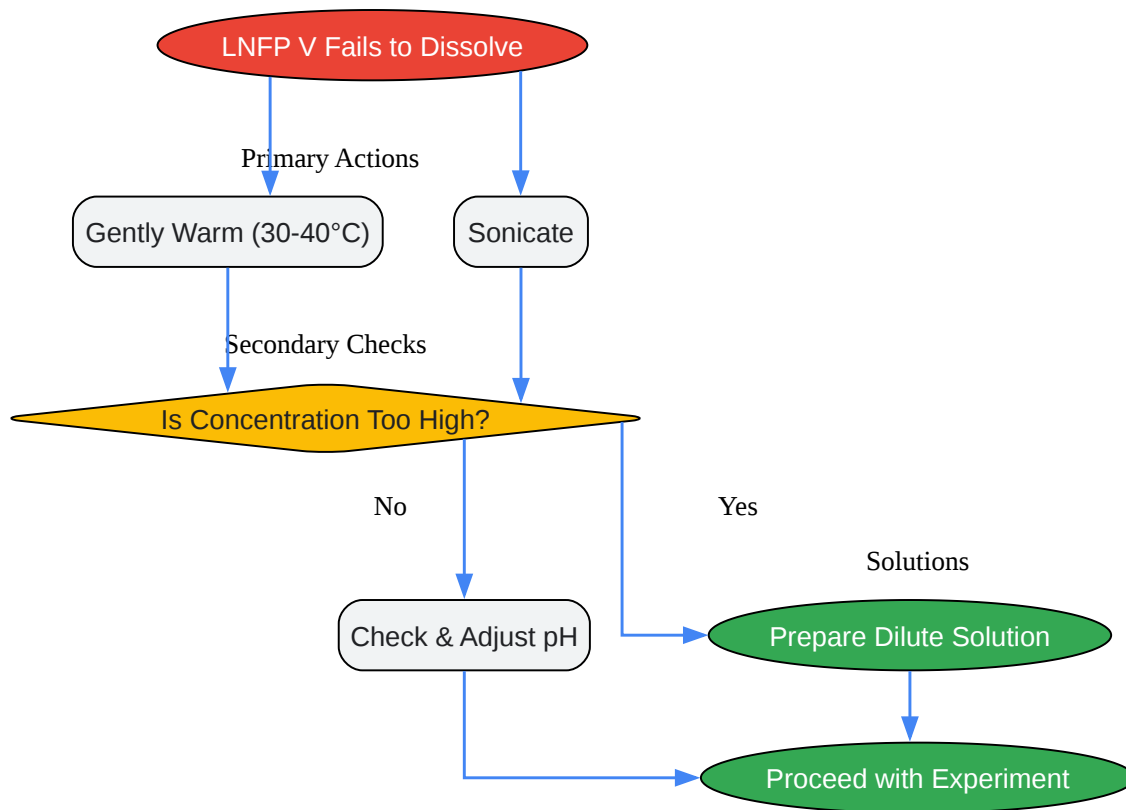 LNFP V Fails to Dissolve
Primary Actions
Gently Warm (30-40°C)
Sonicate
Secondary Checks
Is Concentration Too High?
No
Yes
Solutions
Check & Adjust pH
Prepare Dilute Solution
Proceed with Experiment